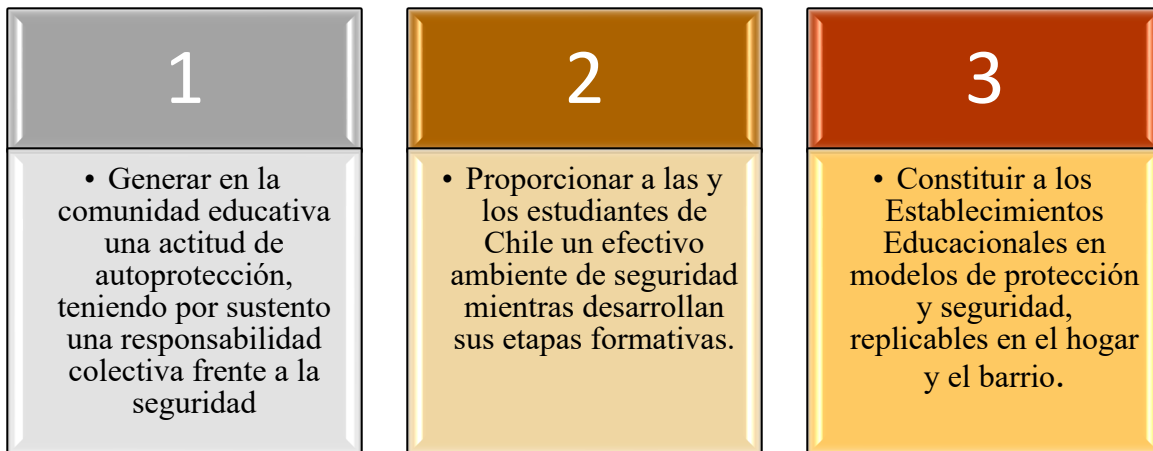 1
• Generar en la
comunidad educativa
una actitud de
autoprotección,
teniendo por sustento
una responsabilidad
colectiva frente a la
seguridad
2
• Proporcionar a las y
los estudiantes de
Chile un efectivo
ambiente de seguridad
mientras desarrollan
sus etapas formativas.
3
• Constituir a los
Establecimientos
Educacionales en
modelos de protección
y seguridad,
replicables en el hogar
y el barrio.